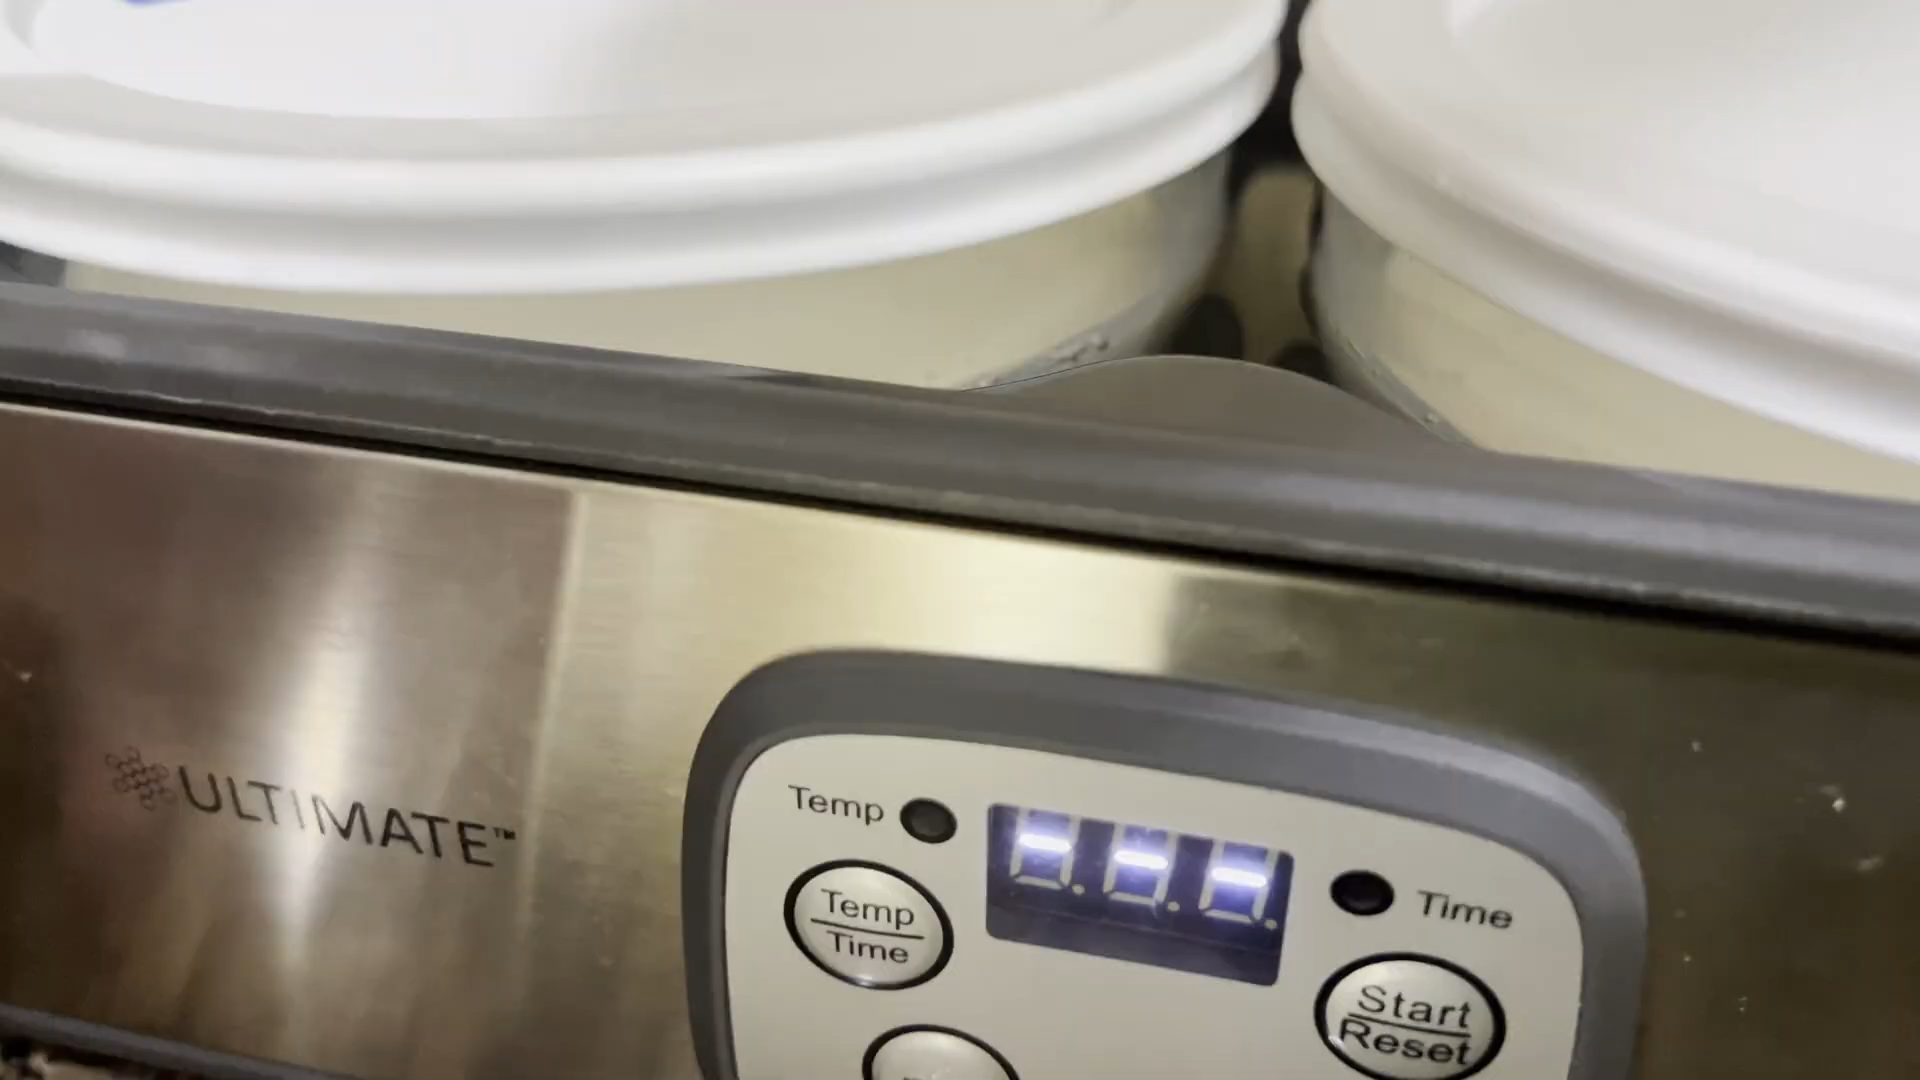 ULTIMATE™
Temp
---
Time
Temp
Time
Start
Reset